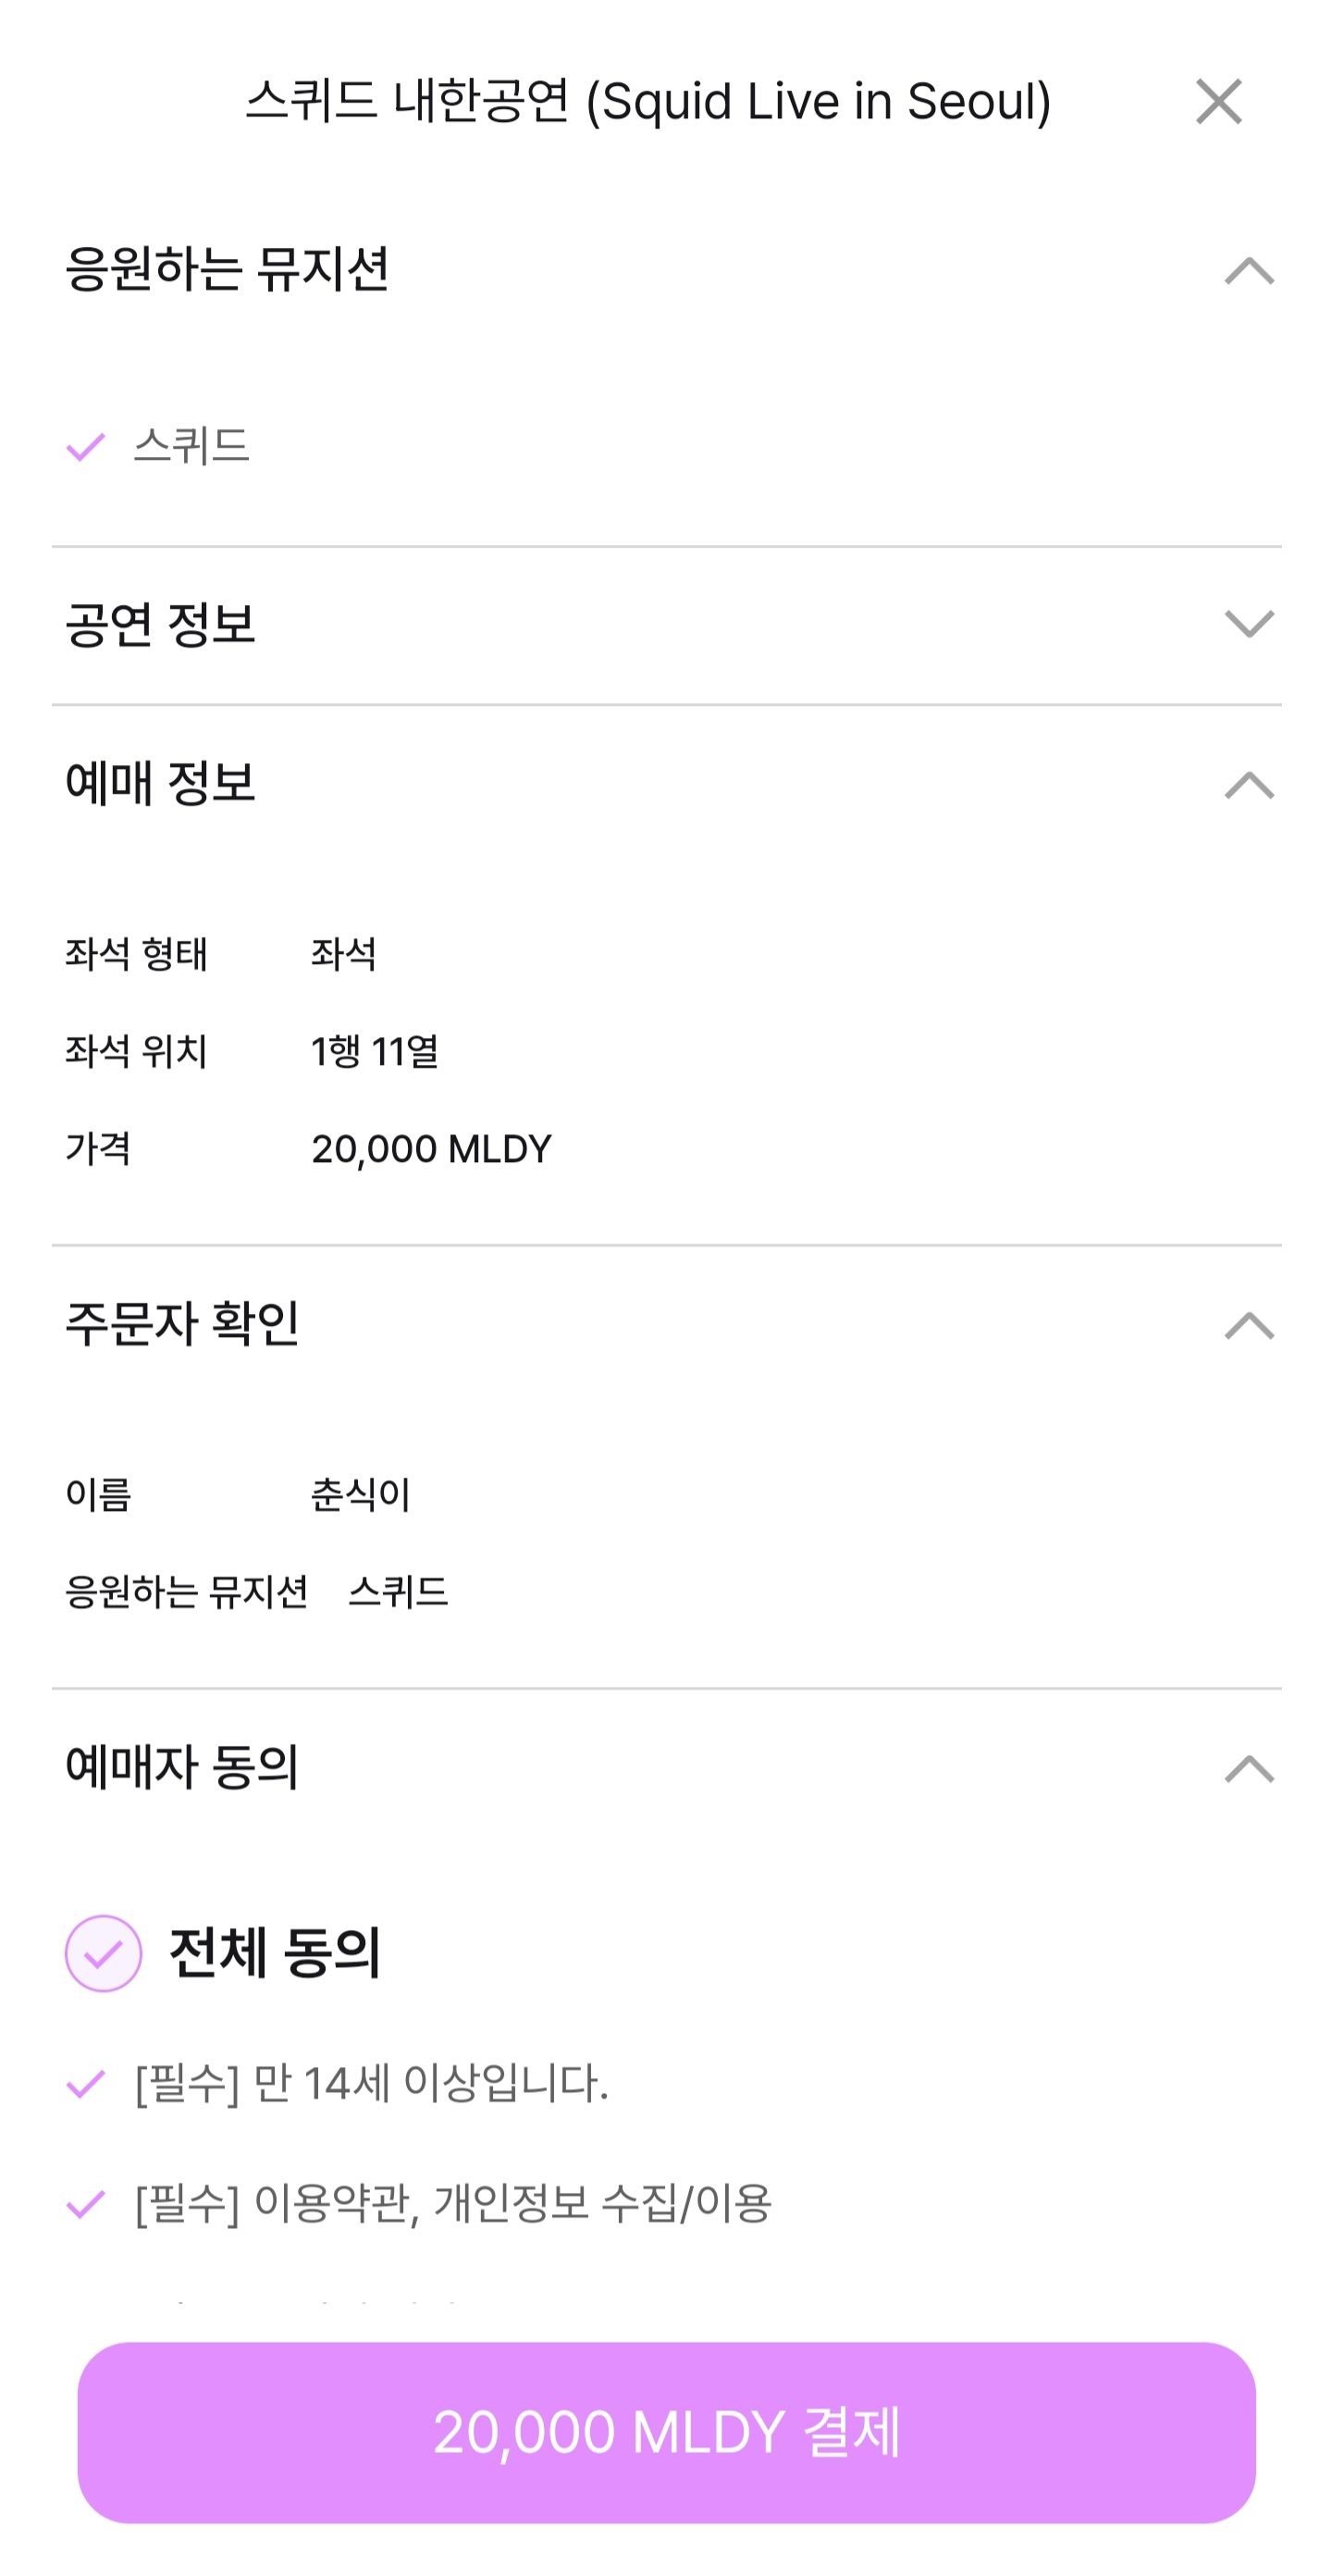 스퀴드 내한공연 (Squid Live in Seoul)
응원하는 뮤지션
스퀴드
공연 정보
예매 정보
좌석 형태 좌석
좌석 위치 1행 11열
가격 20,000 MLDY
주문자 확인
이름 춘식이
응원하는 뮤지션 스퀴드
예매자 동의
전체 동의
[필수] 만 14세 이상입니다.
[필수] 이용약관, 개인정보 수집/이용
20,000 MLDY 결제